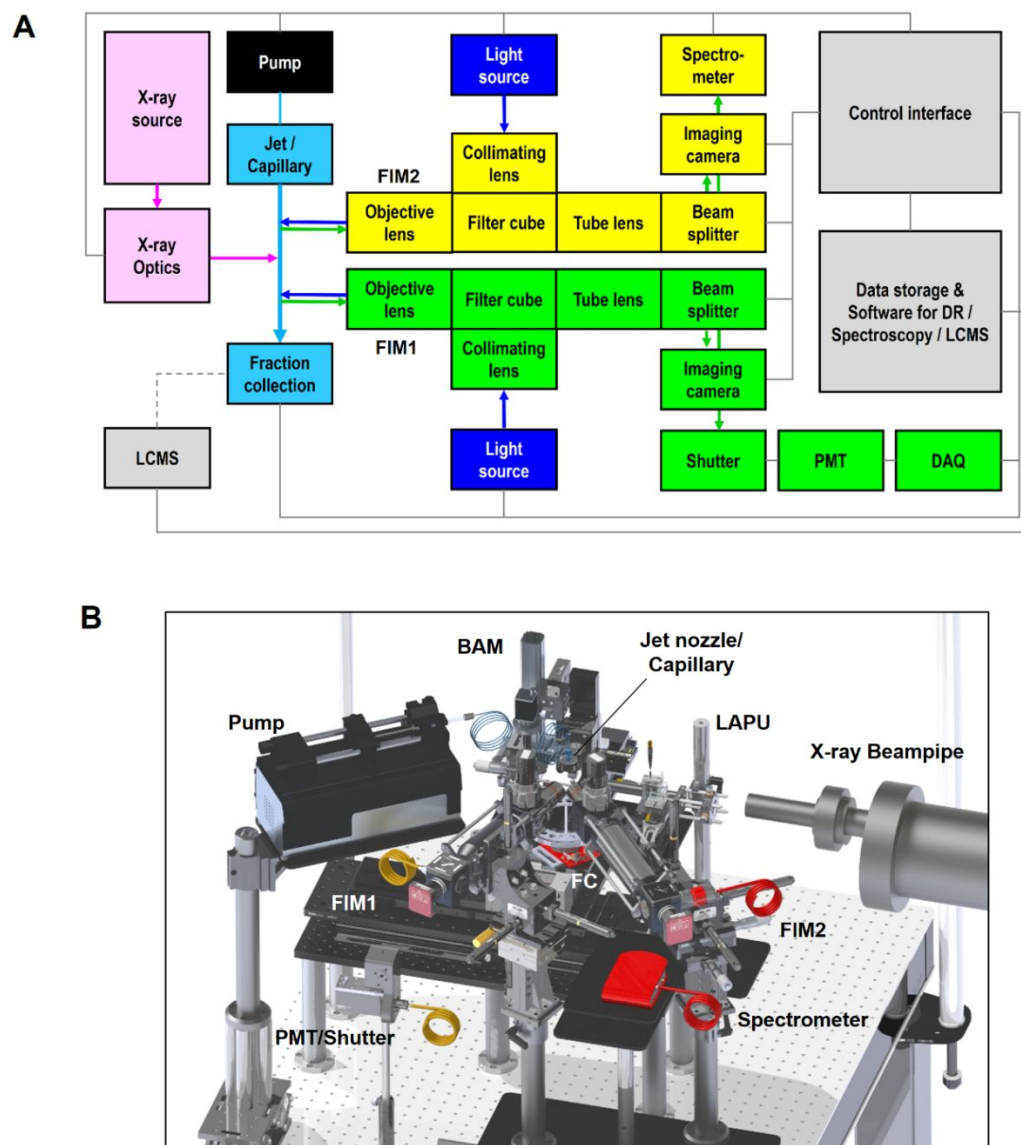 A
X-ray
source
Pump
Light
source
Spectro-
meter
Control interface
Jet /
Capillary
Collimating
lens
Imaging
camera
FIM2
X-ray
Optics
Objective
lens
Filter cube
Tube lens
Beam
splitter
Objective
lens
Filter cube
Tube lens
Beam
splitter
Data storage &
Software for DR /
Spectroscopy / LCMS
FIM1
Fraction
collection
Collimating
lens
Imaging
camera
LCMS
Light
source
Shutter
PMT
DAQ
B
BAM
Jet nozzle/
Capillary
Pump
LAPU
X-ray Beampipe
FIM1
FC
FIM2
PMT/Shutter
Spectrometer